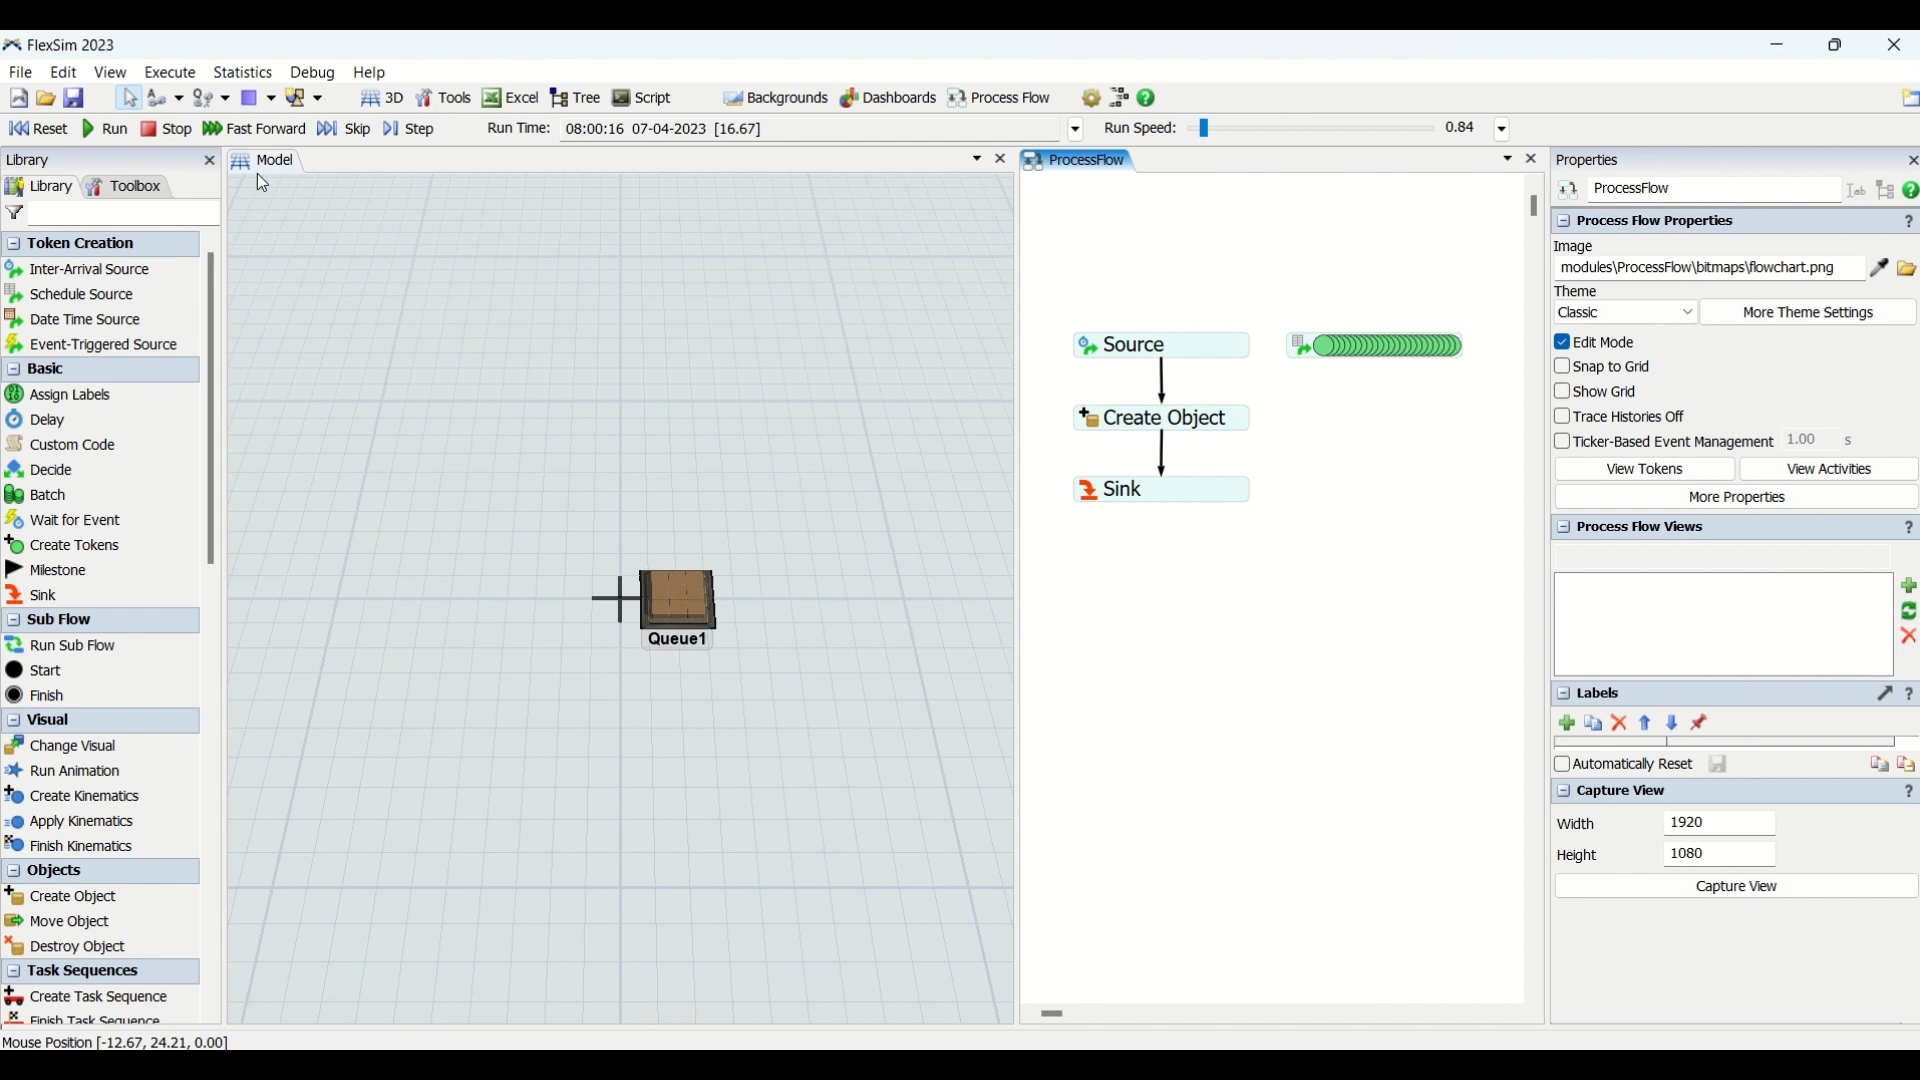 FlexSim 2023
File Edit View Execute Statistics Debug Help
3D Tools Excel Tree Script Backgrounds Dashboards Process Flow
Reset Run Stop Fast Forward Skip Step Run Time: 08:00:16 07-04-2023 [16.67] Run Speed: 0.84
Library
Library Toolbox
Token Creation
Inter-Arrival Source
Schedule Source
Date Time Source
Event-Triggered Source
Basic
Assign Labels
Delay
Custom Code
Decide
Batch
Wait for Event
Create Tokens
Milestone
Sink
Sub Flow
Run Sub Flow
Start
Finish
Visual
Change Visual
Run Animation
Create Kinematics
Apply Kinematics
Finish Kinematics
Objects
Create Object
Move Object
Destroy Object
Task Sequences
Create Task Sequence
Finish Task Sequence
Model
Queue1
ProcessFlow
Source
Create Object
Sink
Properties
ProcessFlow
Process Flow Properties
Image
modules\ProcessFlow\bitmaps\flowchart.png
Theme
Classic More Theme Settings
Edit Mode
Snap to Grid
Show Grid
Trace Histories Off
Ticker-Based Event Management 1.00 s
View Tokens View Activities
More Properties
Process Flow Views
Labels
Automatically Reset
Capture View
Width 1920
Height 1080
Capture View
Mouse Position [-12.67, 24.21, 0.00]